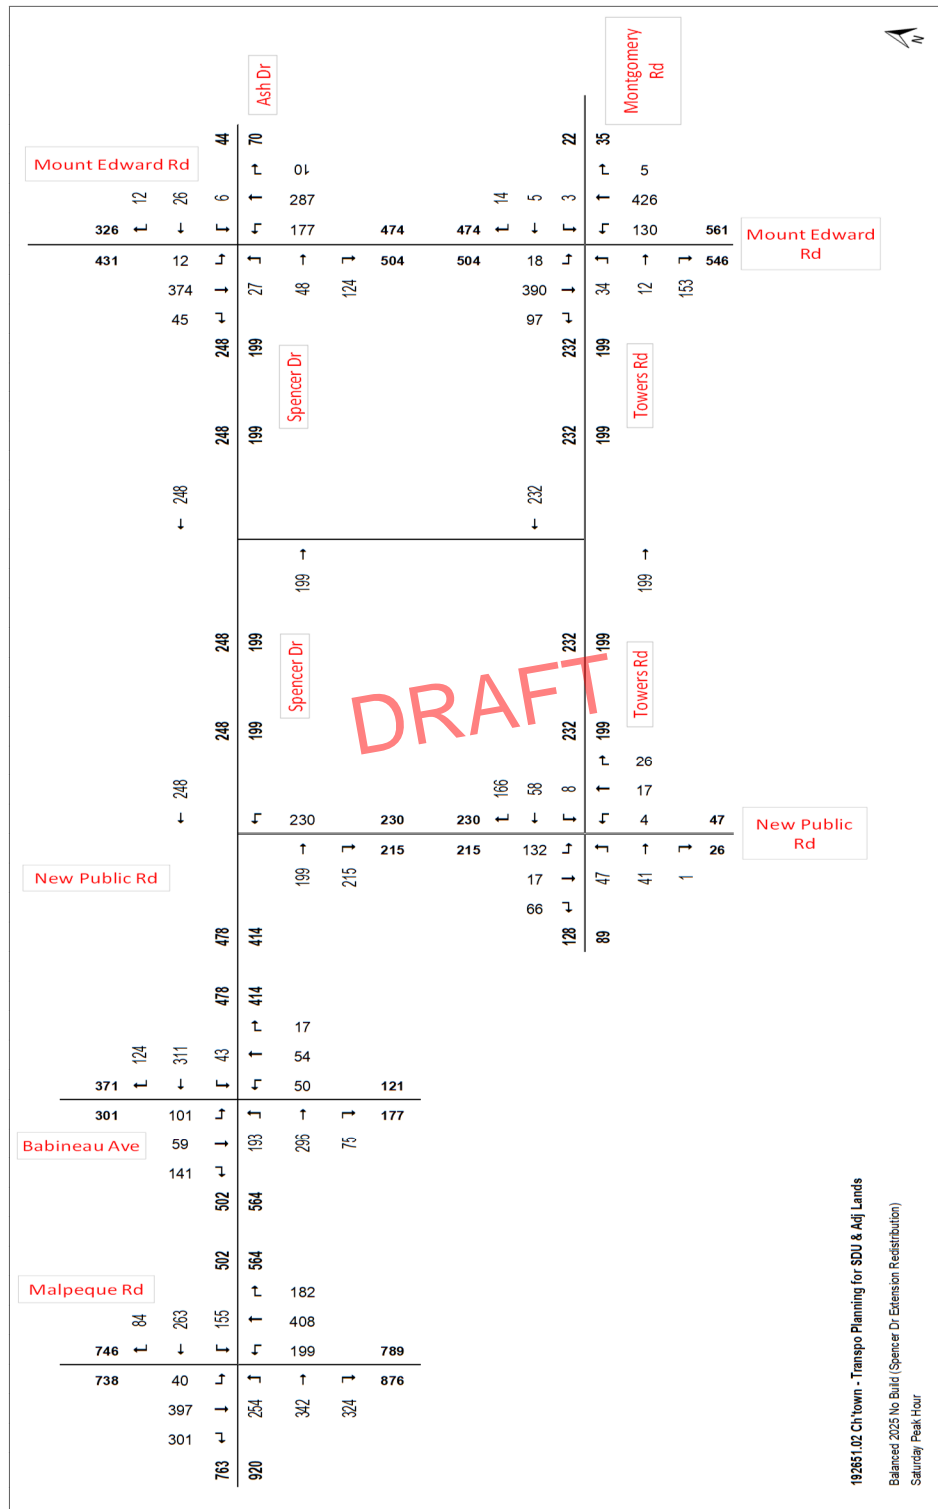 N
Ash Dr
Montgomery
Rd
44 70 22 35
Mount Edward Rd
10 5
12 26 6 287 14 5 3 426
326 177 474 474 130 561
Mount Edward
Rd
431 12 504 504 18 546
374 27 48 124 390 34 12 153
45 97
248 199 232 199
Spencer Dr
Towers Rd
248 199 232 199
248 232
199 199
248 199 232 199
Spencer Dr
Towers Rd
DRAFT
248 199 232 199
26
248 166 58 8 17
230 230 230 4 47
New Public
Rd
215 215 132 26
New Public Rd
199 215 17 47 41 1
66
478 414 128 89
478 414
17
124 311 43 54
371 50 121
301 101 177
Babineau Ave
59 193 296 75
141
502 564
502 564
Malpeque Rd
182
84 263 155 408
746 199 789
738 40 876
397 254 342 324
301
763 920
192651.02 Ch'town - Transpo Planning for SDU & Adj Lands
Balanced 2025 No Build (Spencer Dr Extension Redistribution)
Saturday Peak Hour